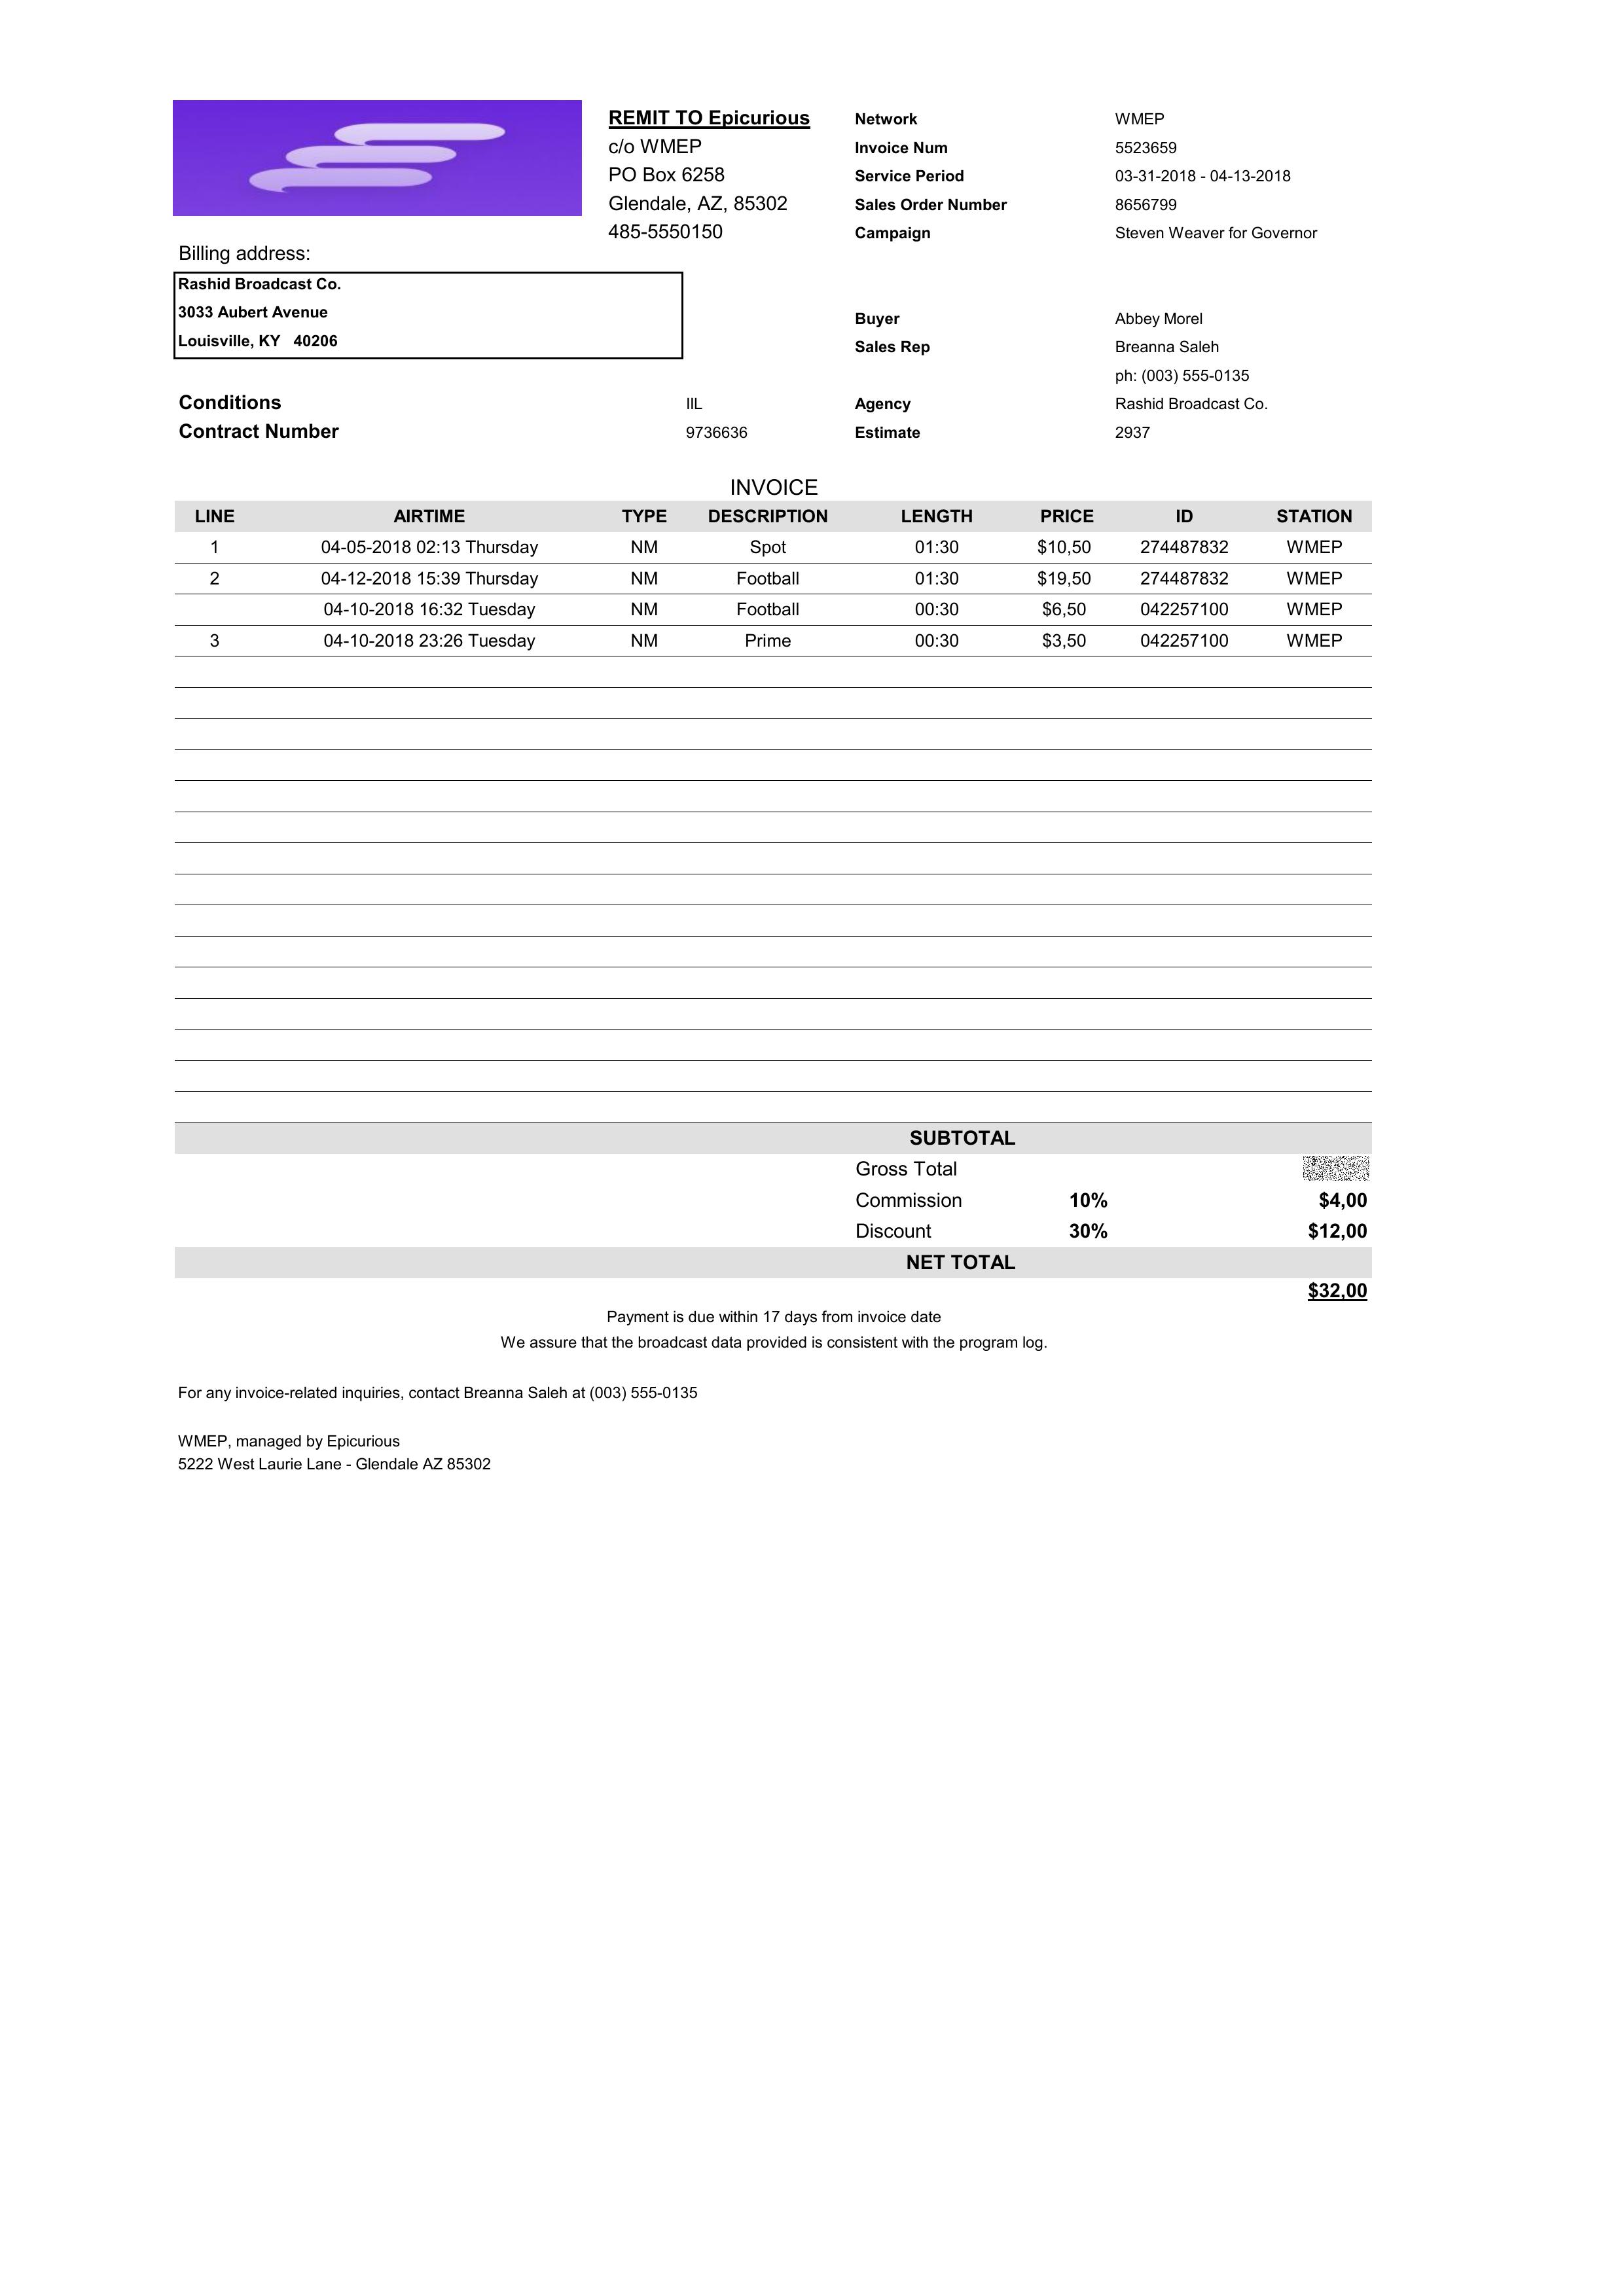 REMIT TO Epicurious
c/o WMEP
PO Box 6258
Glendale, AZ, 85302
485-5550150
Network WMEP
Invoice Num 5523659
Service Period 03-31-2018 - 04-13-2018
Sales Order Number 8656799
Campaign Steven Weaver for Governor
Billing address:
Rashid Broadcast Co.
3033 Aubert Avenue
Louisville, KY 40206
Buyer Abbey Morel
Sales Rep Breanna Saleh
ph: (003) 555-0135
Conditions IIL Agency Rashid Broadcast Co.
Contract Number 9736636 Estimate 2937
INVOICE
LINE AIRTIME TYPE DESCRIPTION LENGTH PRICE ID STATION
1 04-05-2018 02:13 Thursday NM Spot 01:30 $10,50 274487832 WMEP
2 04-12-2018 15:39 Thursday NM Football 01:30 $19,50 274487832 WMEP
04-10-2018 16:32 Tuesday NM Football 00:30 $6,50 042257100 WMEP
3 04-10-2018 23:26 Tuesday NM Prime 00:30 $3,50 042257100 WMEP
SUBTOTAL
Gross Total
Commission 10% $4,00
Discount 30% $12,00
NET TOTAL
$32,00
Payment is due within 17 days from invoice date
We assure that the broadcast data provided is consistent with the program log.
For any invoice-related inquiries, contact Breanna Saleh at (003) 555-0135
WMEP, managed by Epicurious
5222 West Laurie Lane - Glendale AZ 85302